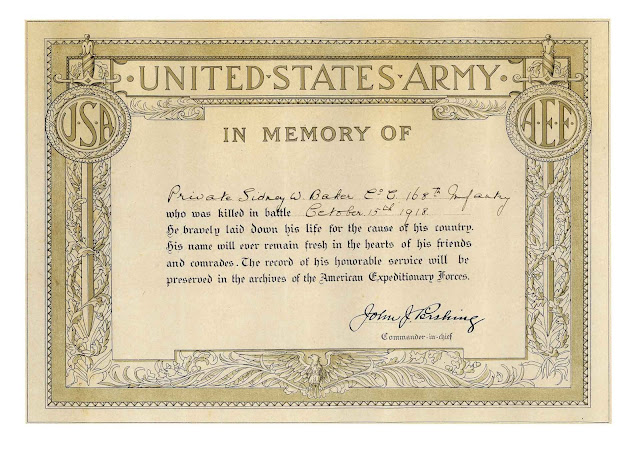 ·UNITED·STATES·ARMY·
U.S.A
A.E.F.
IN MEMORY OF
Private Sidney W. Baker Co C. 168th Infantry
who was killed in battle October 15th 1918
He bravely laid down his life for the cause of his country.
His name will ever remain fresh in the hearts of his friends
and comrades. The record of his honorable service will be
preserved in the archives of the American Expeditionary Forces.
John J Pershing
Commander-in-chief